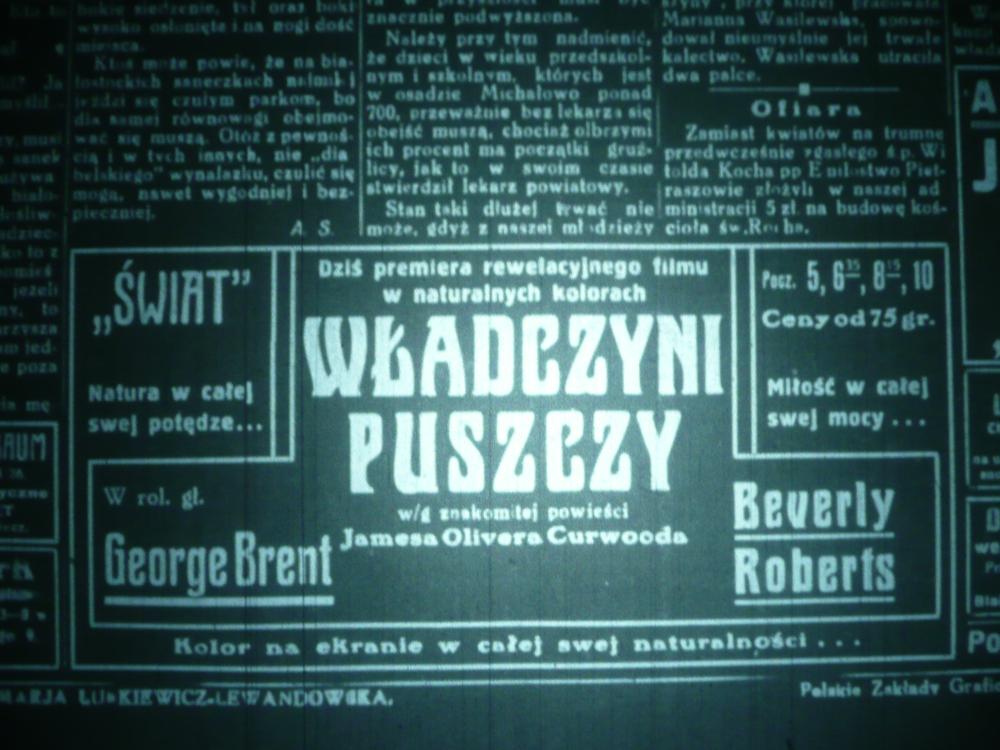 wysoko osłonięte i na nogi dość
miejsca.
Ktoś może powie, że na bia-
łostockich saneczkach
jeździ się czułym parkom, bo
dla samej równowagi obejmo-
wać się muszą. Otóż z pewnoś-
cią i w tych innych, nie „dia
belskiego” wynalazku, czulić się
mogą, nawet wygodniej i bez-
pieczniej.
A. S.
znacznie podwyższona.
Należy przy tym nadmienić,
że dzieci w wieku przedszkol-
nym i szkolnym, których jest
w osadzie Michałowo ponad
700, przeważnie bez lekarza się
obejść muszą, chociaż olbrzymi
ich procent ma początki gruź-
licy, jak to w swoim czasie
stwierdził lekarz powiatowy.
Stan taki dłużej trwać nie
może, gdyż z naszej młodzieży
Marianna Wasilewska, spowo-
dował nieumyślnie jej trwałe
kalectwo. Wasilewska utraciła
dwa palce.
Ofiara
Zamiast kwiatów na trumnę
przedwcześnie zgasłego ś.p. Wi
tolda Kocha pp
raszowie złożyli w naszej ad
ministracji 5 zł. na budowę koś-
cioła św. Rocha.
„ŚWIAT”
Natura w całej
swej potędze...
Dziś premiera rewelacyjnego filmu
w naturalnych kolorach
WŁADCZYNI
PUSZCZY
w/g znakomitej powieści
Jamesa Olivera Curwooda
Pocz. 5, 6³⁵, 8¹⁵, 10
Ceny od 75 gr.
Miłość w całej
swej mocy...
W rol. gł.
George Brent
Beverly
Roberts
Kolor na ekranie w całej swej naturalności...
ŁUSKIEWICZ-LEWANDOWSKA.
Polskie Zakłady